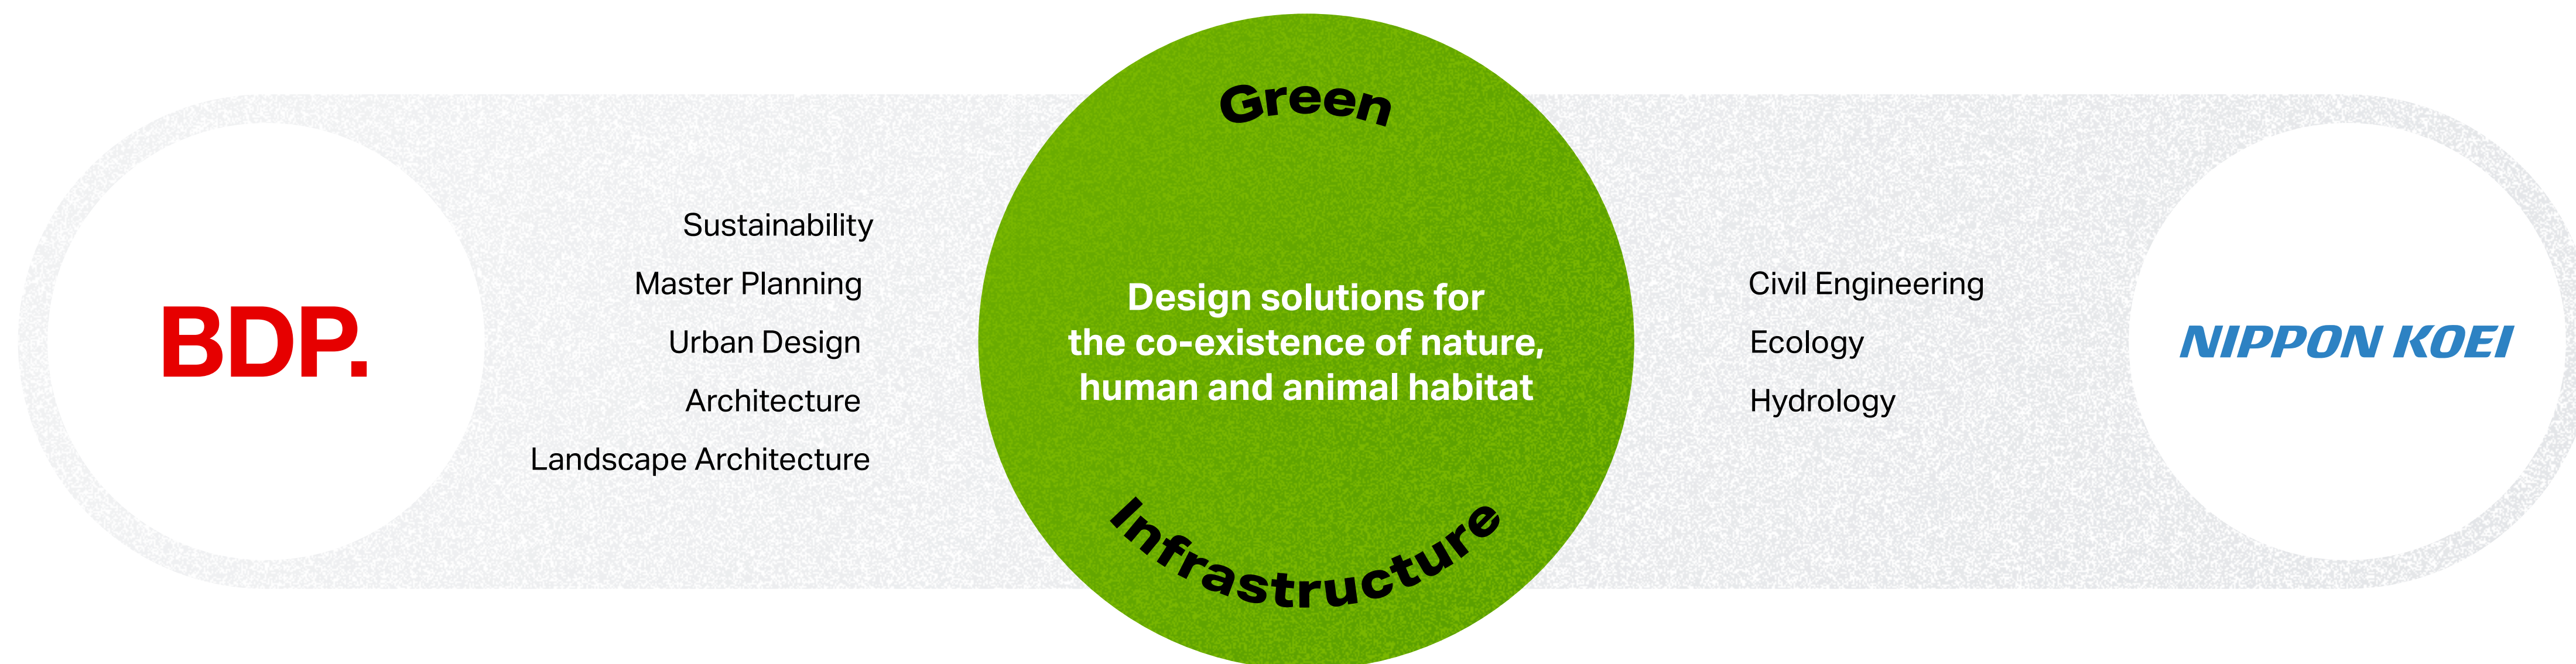 BDP.
Sustainability
Master Planning
Urban Design
Architecture
Landscape Architecture
Green
Design solutions for
the co-existence of nature,
human and animal habitat
Infrastructure
Civil Engineering
Ecology
Hydrology
NIPPON KOEI